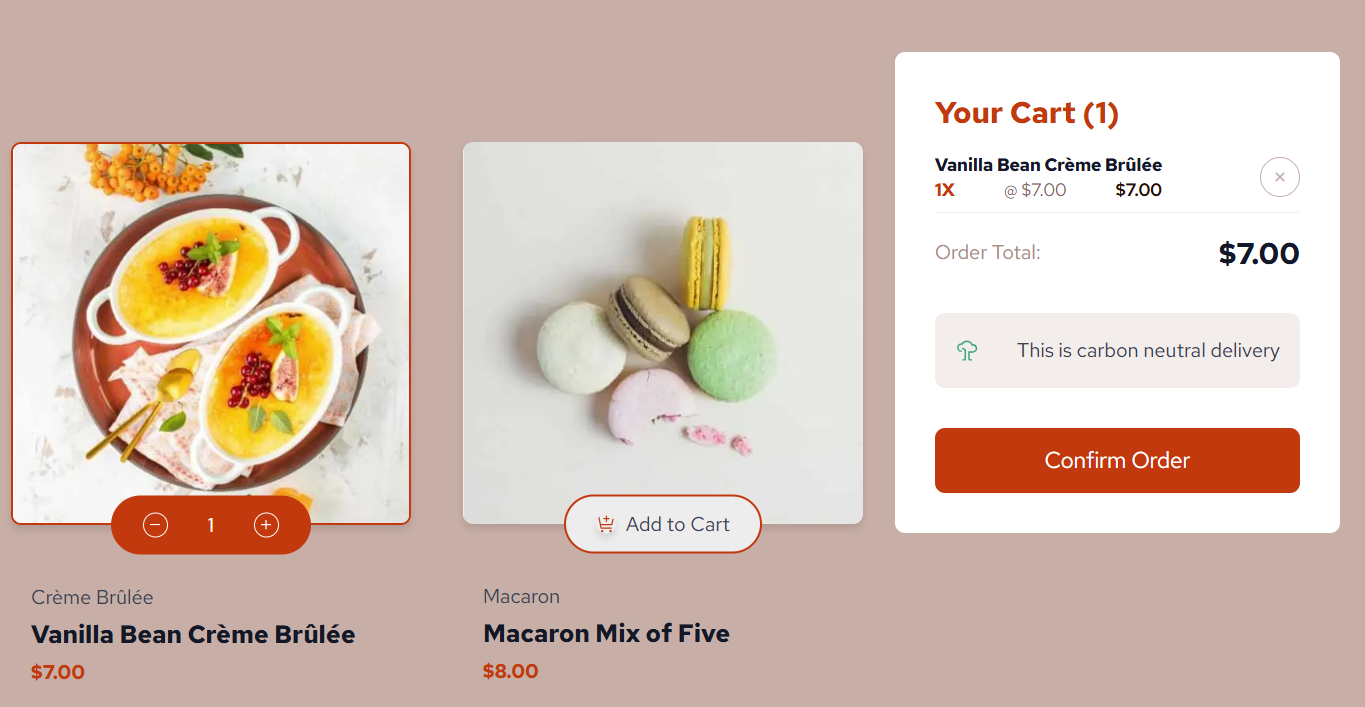 1
Crème Brûlée
Vanilla Bean Crème Brûlée
$7.00
Add to Cart
Macaron
Macaron Mix of Five
$8.00
Your Cart (1)
Vanilla Bean Crème Brûlée
1X @ $7.00 $7.00
Order Total: $7.00
This is carbon neutral delivery
Confirm Order